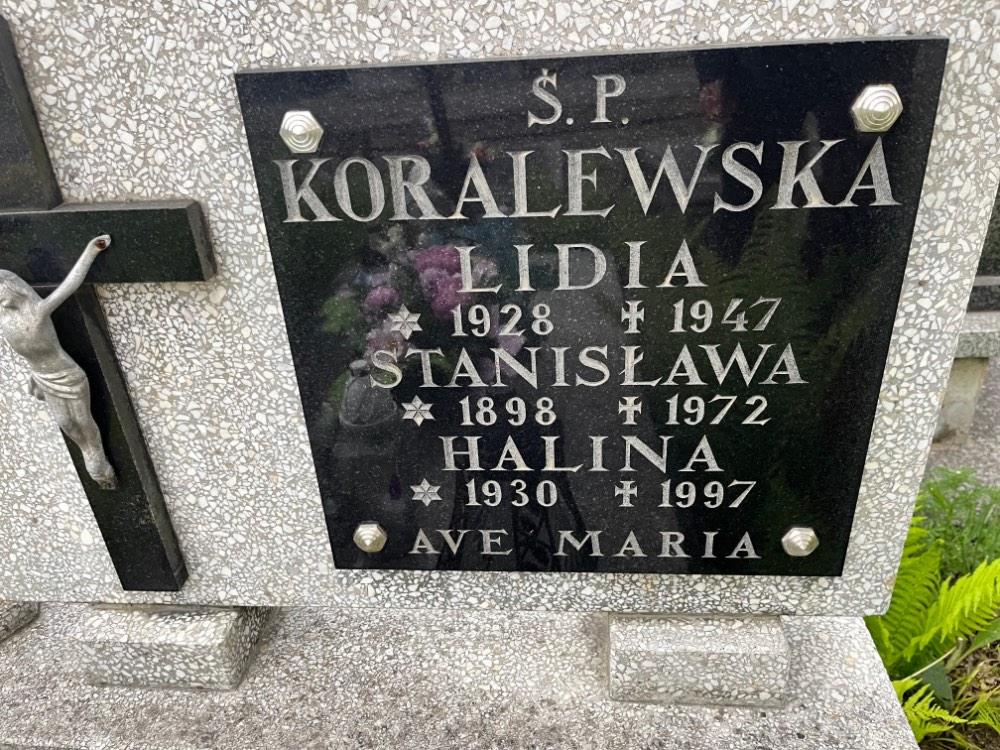 Ś. P.
KORALEWSKA
LIDIA
✶ 1928 ✝ 1947
STANISŁAWA
✶ 1898 ✝ 1972
HALINA
✶ 1930 ✝ 1997
AVE MARIA